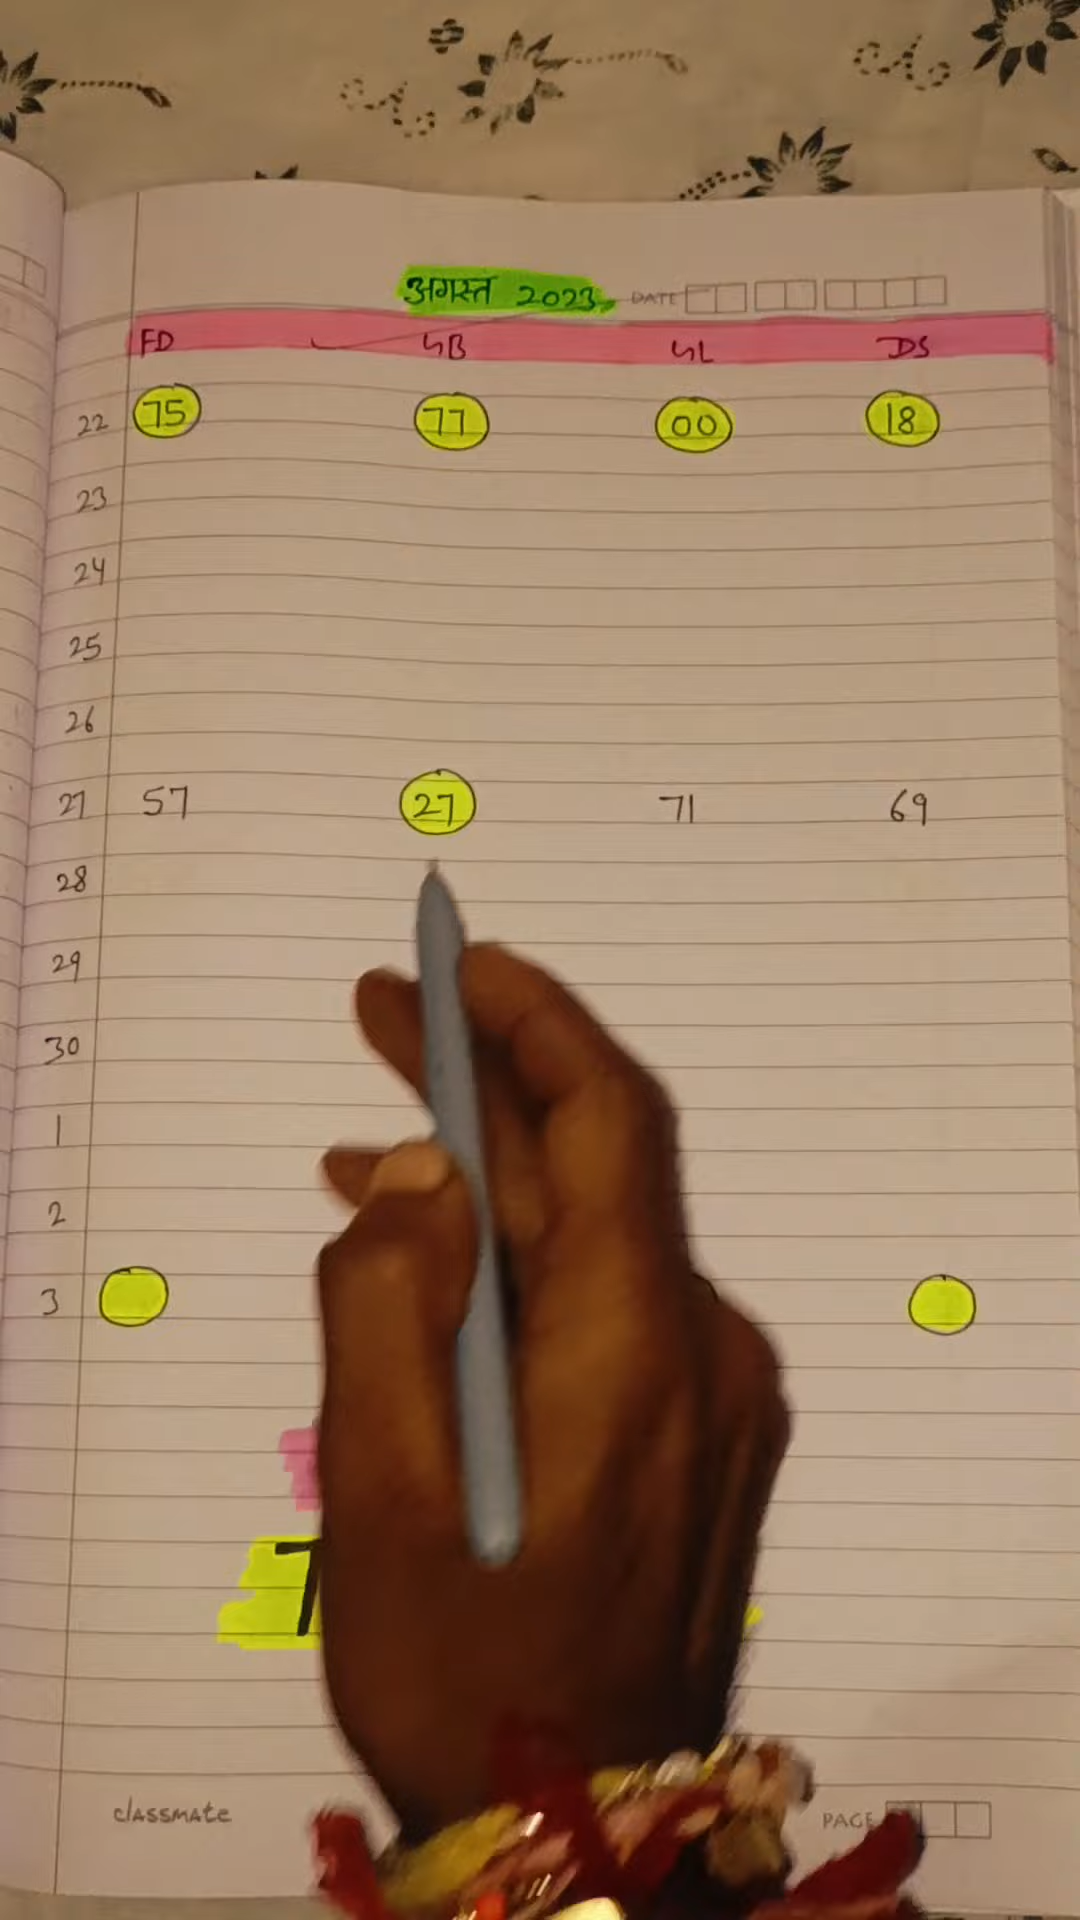 अगस्त 2023 DATE
FD GB GL DS
22 75 77 00 18
23
24
25
26
27 57 27 71 69
28
29
30
1
2
3
7
classmate PAGE